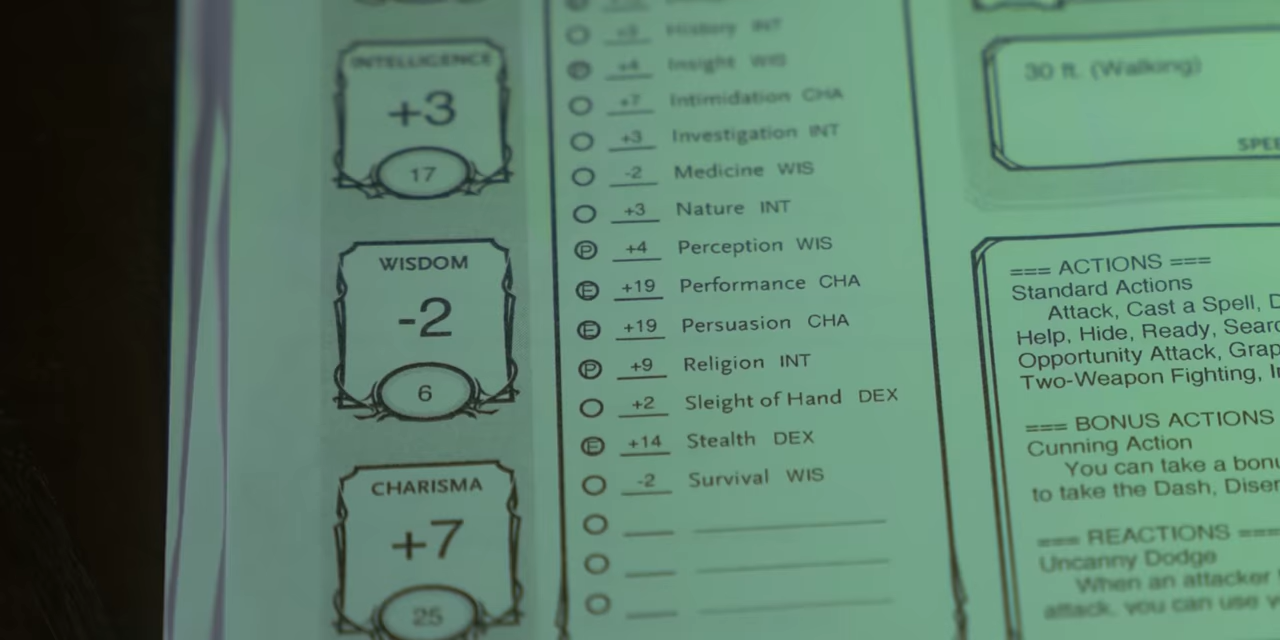 INTELLIGENCE
+3
17
WISDOM
-2
6
CHARISMA
+7
25
+3 History INT
P +4 Insight WIS
+7 Intimidation CHA
+3 Investigation INT
-2 Medicine WIS
+3 Nature INT
P +4 Perception WIS
E +19 Performance CHA
E +19 Persuasion CHA
P +9 Religion INT
+2 Sleight of Hand DEX
E +14 Stealth DEX
-2 Survival WIS
30 ft. (Walking)
=== ACTIONS ===
Standard Actions
Attack, Cast a Spell,
Help, Hide, Ready,
Opportunity Attack,
Two-Weapon Fighting,
=== BONUS ACTIONS
Cunning Action
You can take a
to take the Dash,
=== REACTIONS ===
Uncanny Dodge
When an attacker
attack, you can use